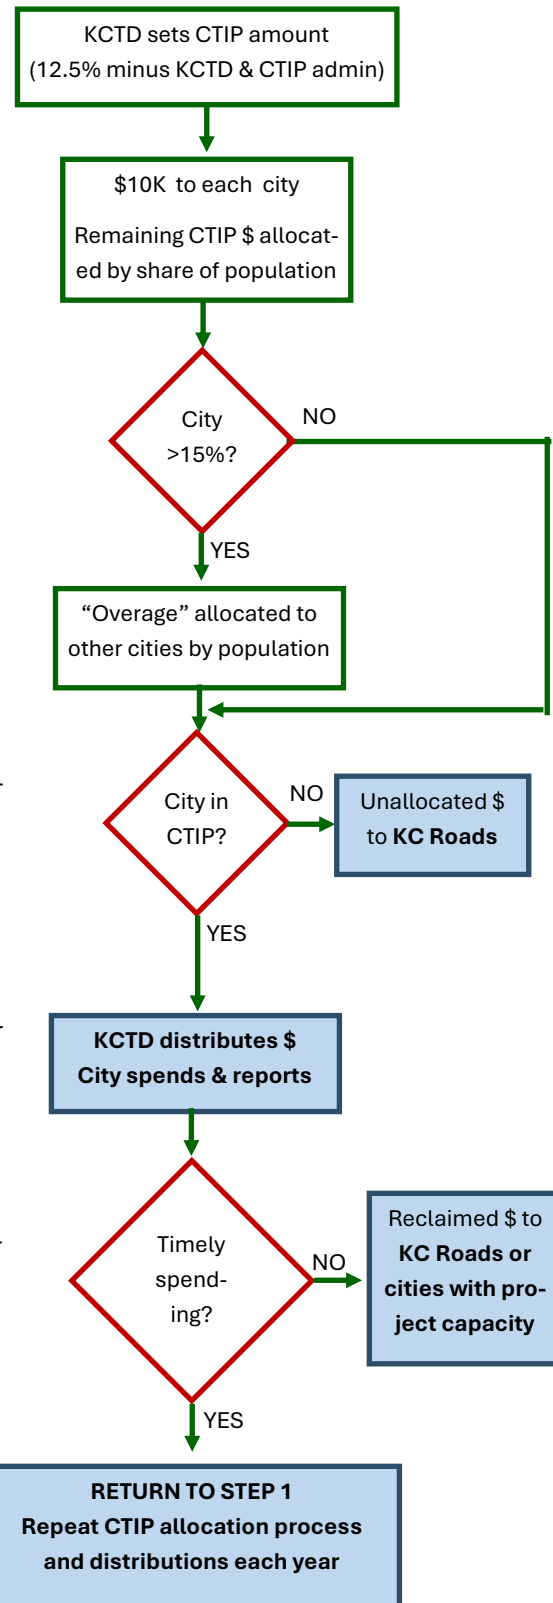 KCTD sets CTIP amount
(12.5% minus KCTD & CTIP admin)
$10K to each city
Remaining CTIP $ allocat-
ed by share of population
City
>15%?
NO
YES
“Overage” allocated to
other cities by population
City in
CTIP?
NO
Unallocated $
to KC Roads
YES
KCTD distributes $
City spends & reports
Timely
spend-
ing?
NO
Reclaimed $ to
KC Roads or
cities with pro-
ject capacity
YES
RETURN TO STEP 1
Repeat CTIP allocation process
and distributions each year